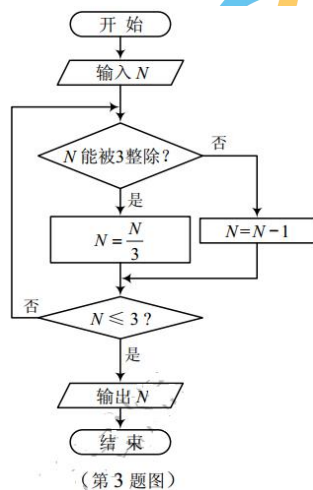 开 始
输入 N
N 能被3整除?
否
是
N = N/3
N=N−1
否
N ≤ 3 ?
是
输出 N
结 束
(第 3 题图)